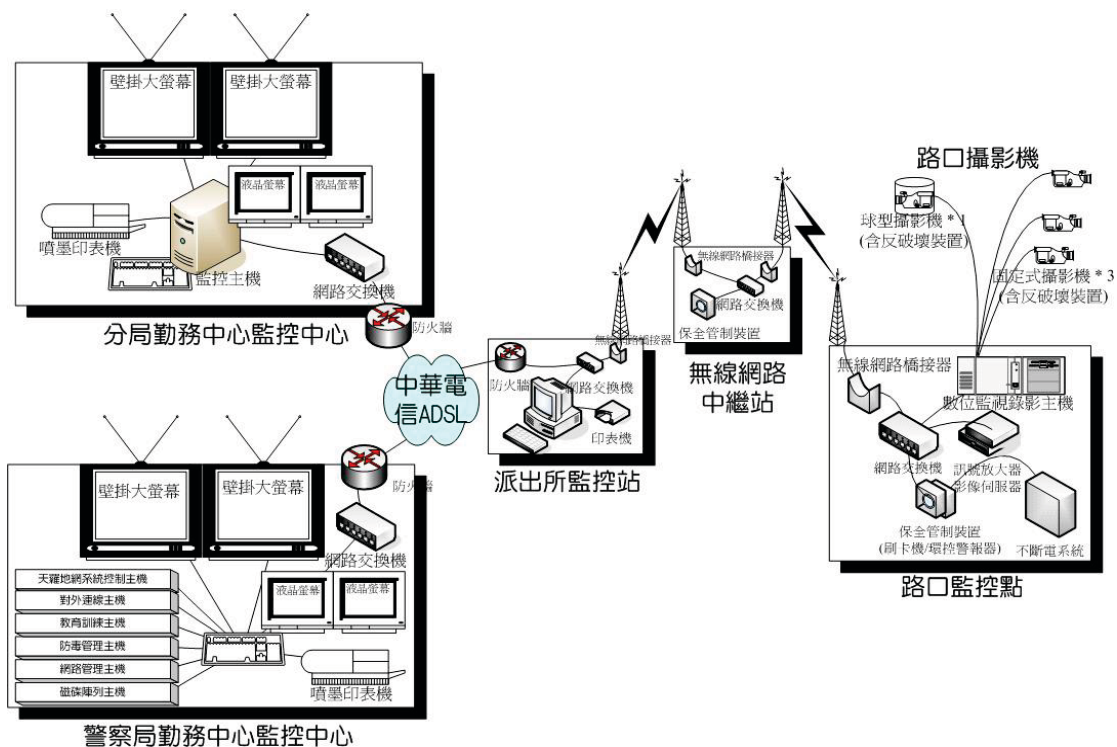 壁掛大螢幕
壁掛大螢幕
液晶螢幕
液晶螢幕
噴墨印表機
監控主機
網路交換機
分局勤務中心監控中心
防火牆
中華電
信ADSL
防火牆
網路交換機
壁掛大螢幕
壁掛大螢幕
液晶螢幕
液晶螢幕
天羅地網系統控制主機
對外連線主機
教育訓練主機
防毒管理主機
網路管理主機
磁碟陣列主機
噴墨印表機
警察局勤務中心監控中心
防火牆
無線網路橋接器
網路交換機
印表機
派出所監控站
無線網路橋接器
網路交換機
保全管制裝置
無線網路
中繼站
路口攝影機
球型攝影機 * 1
(含反破壞裝置)
固定式攝影機 * 3
(含反破壞裝置)
無線網路橋接器
數位監視錄影主機
網路交換機
訊號放大器
影像伺服器
保全管制裝置
(刷卡機/環控警報器)
不斷電系統
路口監控點